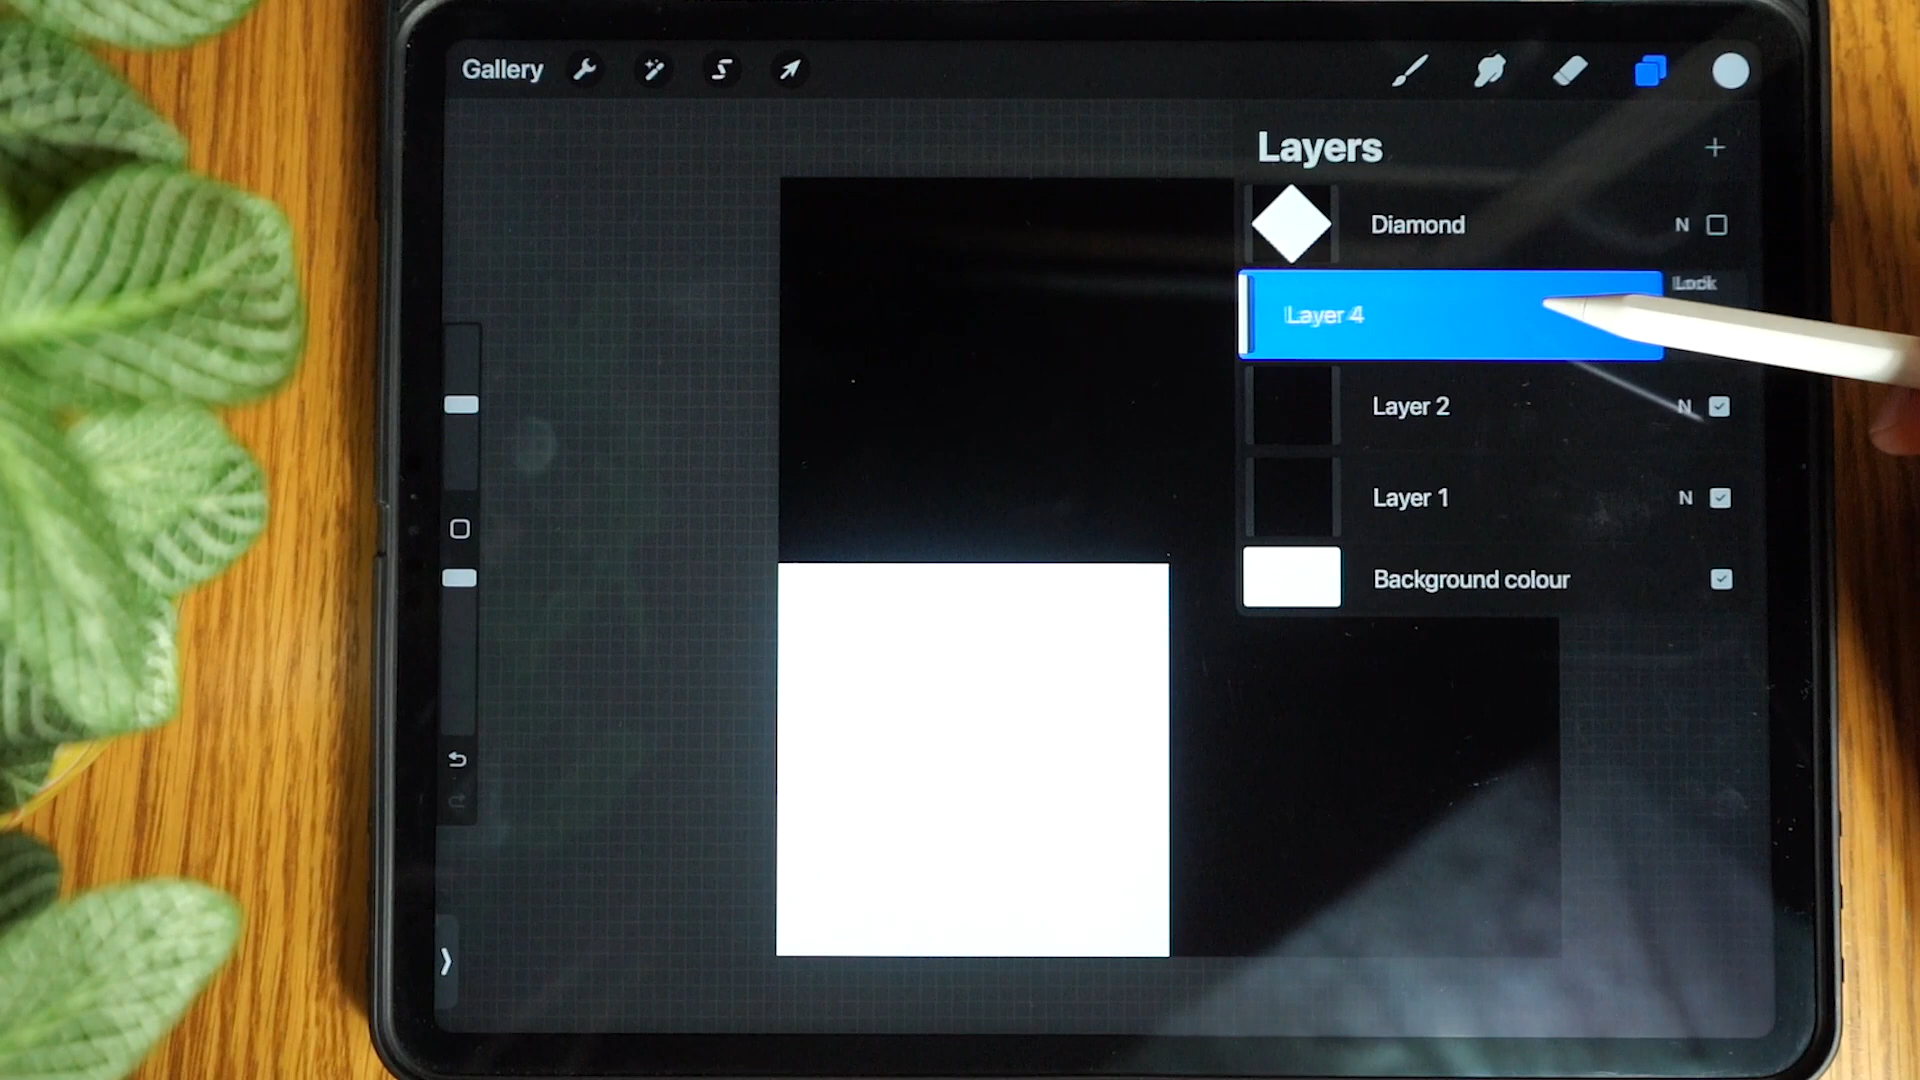 Gallery
Layers
Diamond N
Lock
Layer 4
Layer 2 N
Layer 1 N
Background colour